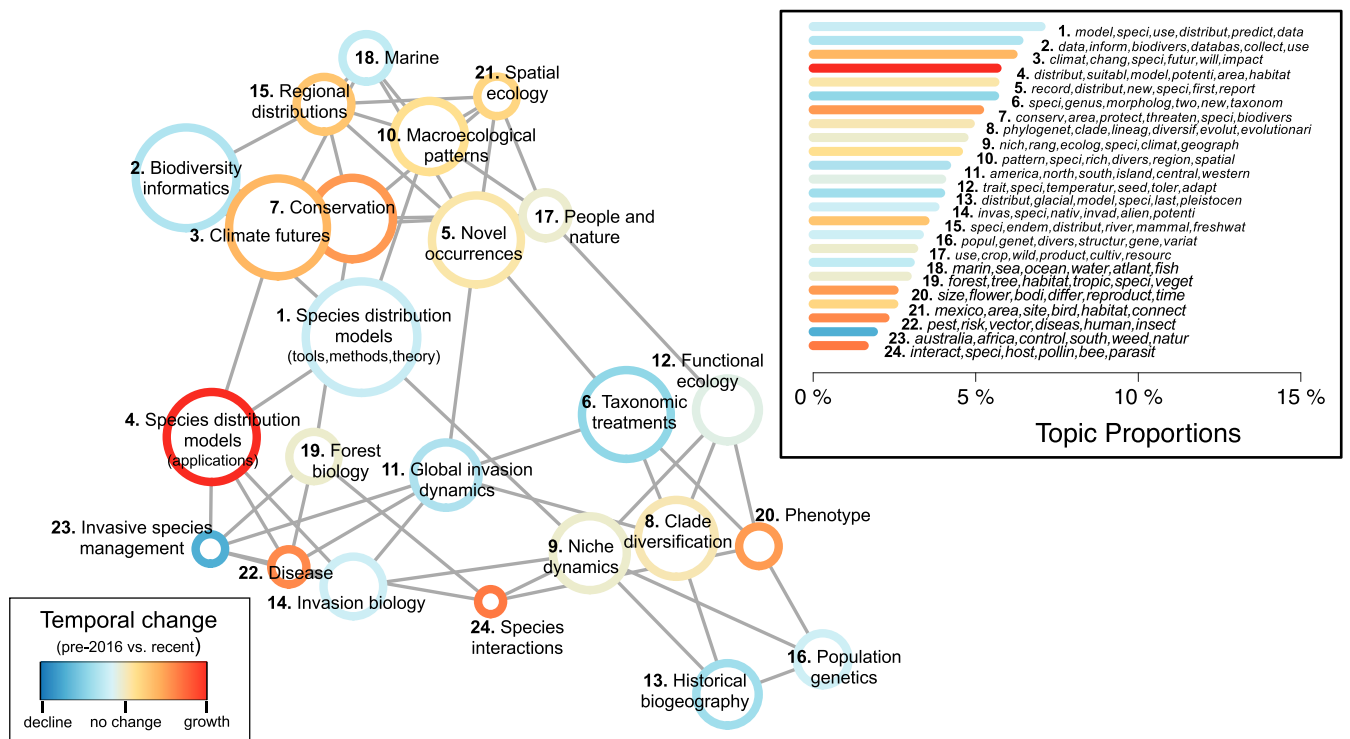 18. Marine
15. Regional
distributions
21. Spatial
ecology
10. Macroecological
patterns
2. Biodiversity
informatics
7. Conservation
3. Climate futures
5. Novel
occurrences
17. People and
nature
1. Species distribution
models
(tools,methods,theory)
12. Functional
ecology
6. Taxonomic
treatments
4. Species distribution
models
(applications)
19. Forest
biology
11. Global invasion
dynamics
23. Invasive species
management
22. Disease
14. Invasion biology
9. Niche
dynamics
8. Clade
diversification
20. Phenotype
24. Species
interactions
13. Historical
biogeography
16. Population
genetics
Temporal change
(pre-2016 vs. recent)
decline no change growth
1. model,speci,use,distribut,predict,data
2. data,inform,biodivers,databas,collect,use
3. climat,chang,speci,futur,will,impact
4. distribut,suitabl,model,potenti,area,habitat
5. record,distribut,new,speci,first,report
6. speci,genus,morpholog,two,new,taxonom
7. conserv,area,protect,threaten,speci,biodivers
8. phylogenet,clade,lineag,diversif,evolut,evolutionari
9. nich,rang,ecolog,speci,climat,geograph
10. pattern,speci,rich,divers,region,spatial
11. america,north,south,island,central,western
12. trait,speci,temperatur,seed,toler,adapt
13. distribut,glacial,model,speci,last,pleistocen
14. invas,speci,nativ,invad,alien,potenti
15. speci,endem,distribut,river,mammal,freshwat
16. popul,genet,divers,structur,gene,variat
17. use,crop,wild,product,cultiv,resourc
18. marin,sea,ocean,water,atlant,fish
19. forest,tree,habitat,tropic,speci,veget
20. size,flower,bodi,differ,reproduct,time
21. mexico,area,site,bird,habitat,connect
22. pest,risk,vector,diseas,human,insect
23. australia,africa,control,south,weed,natur
24. interact,speci,host,pollin,bee,parasit
0 % 5 % 10 % 15 %
Topic Proportions